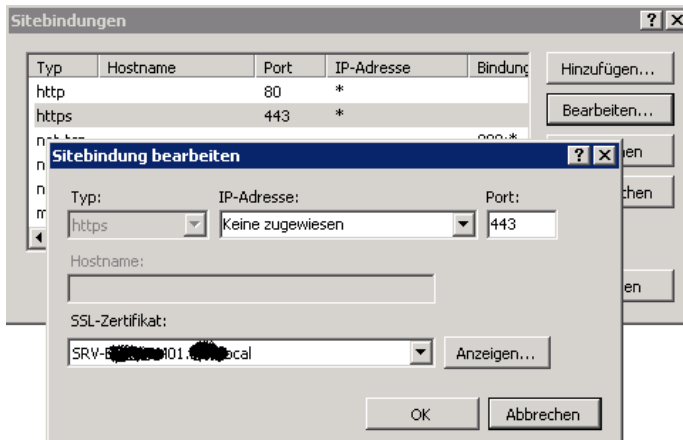 Sitebindungen
Typ Hostname Port IP-Adresse Bindung
http 80 *
https 443 *
Hinzufügen...
Bearbeiten...
Sitebindung bearbeiten
Typ: IP-Adresse: Port:
https Keine zugewiesen 443
Hostname:
SSL-Zertifikat:
Anzeigen...
OK Abbrechen